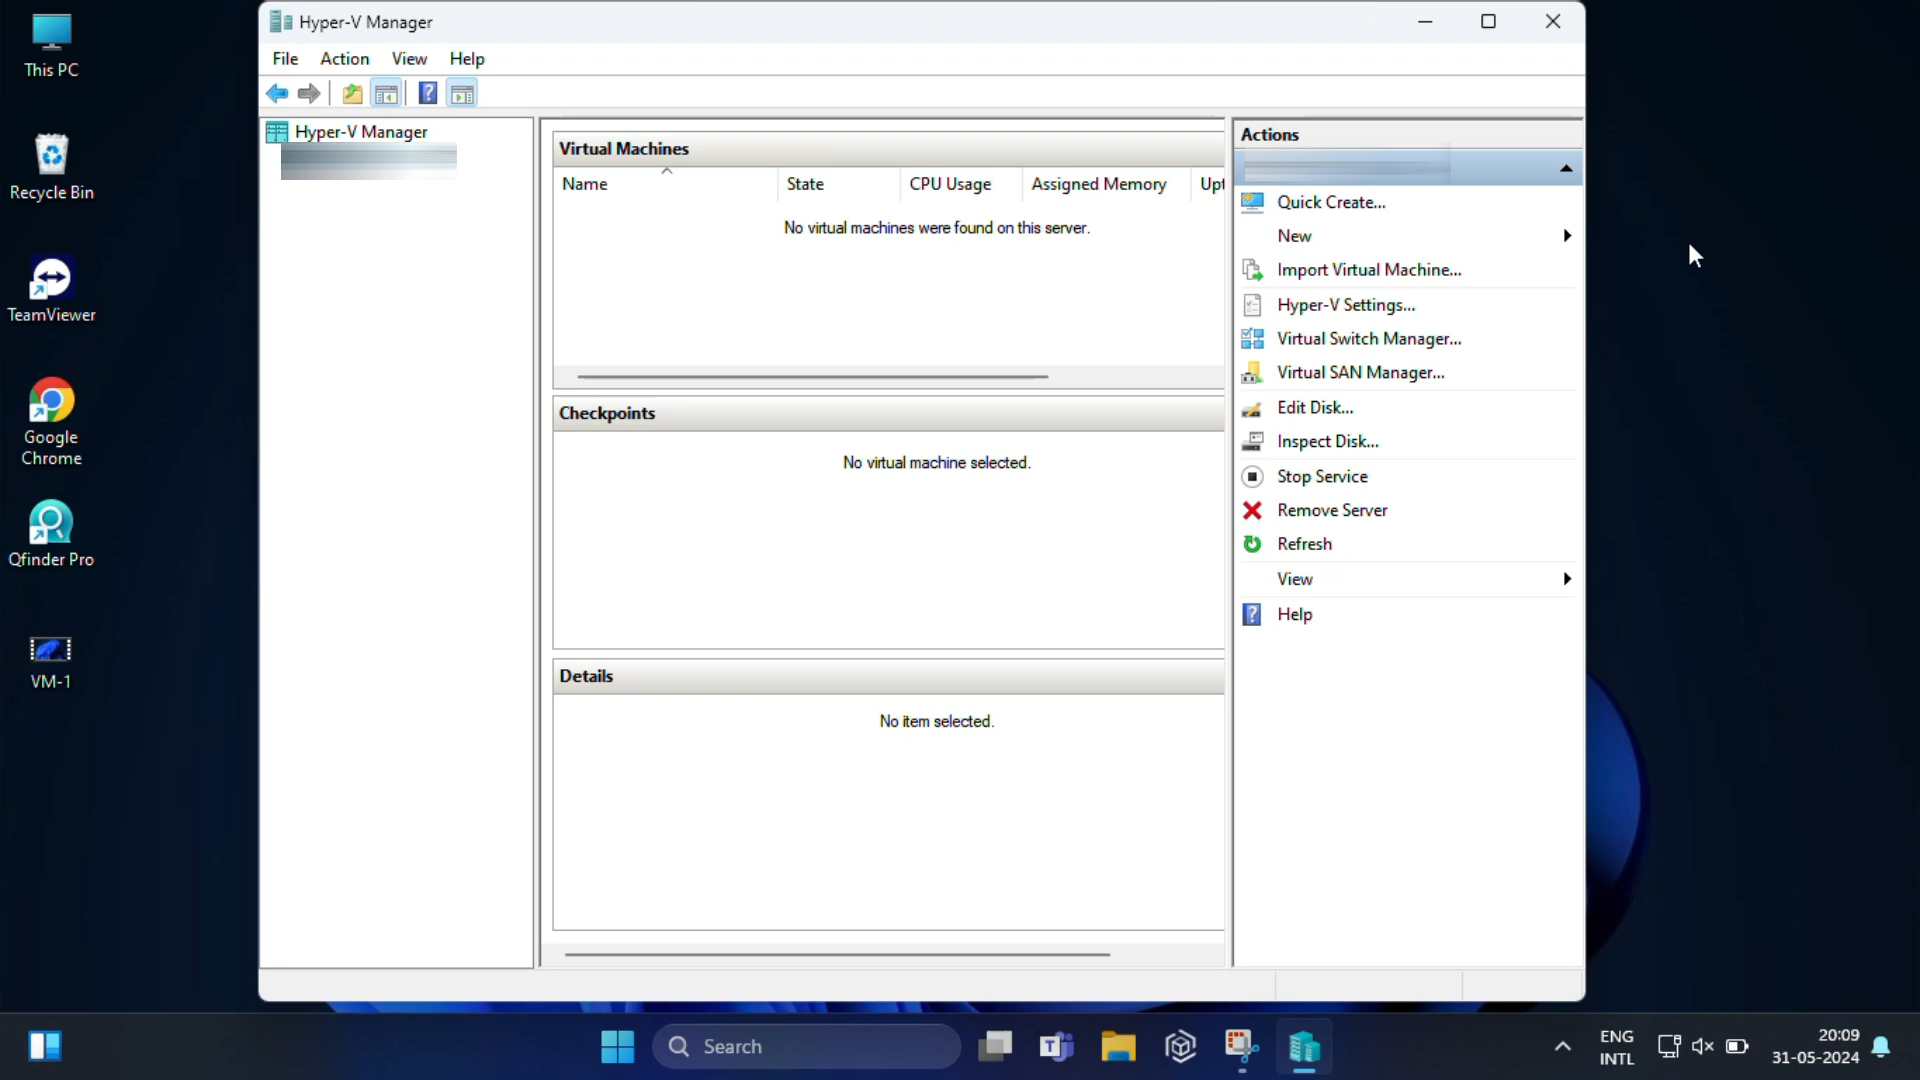 This PC
Recycle Bin
TeamViewer
Google
Chrome
Qfinder Pro
VM-1
Hyper-V Manager
File Action View Help
Hyper-V Manager
Virtual Machines
Name State CPU Usage Assigned Memory Upt
No virtual machines were found on this server.
Checkpoints
No virtual machine selected.
Details
No item selected.
Actions
Quick Create...
New
Import Virtual Machine...
Hyper-V Settings...
Virtual Switch Manager...
Virtual SAN Manager...
Edit Disk...
Inspect Disk...
Stop Service
Remove Server
Refresh
View
Help
Search
ENG
INTL
20:09
31-05-2024